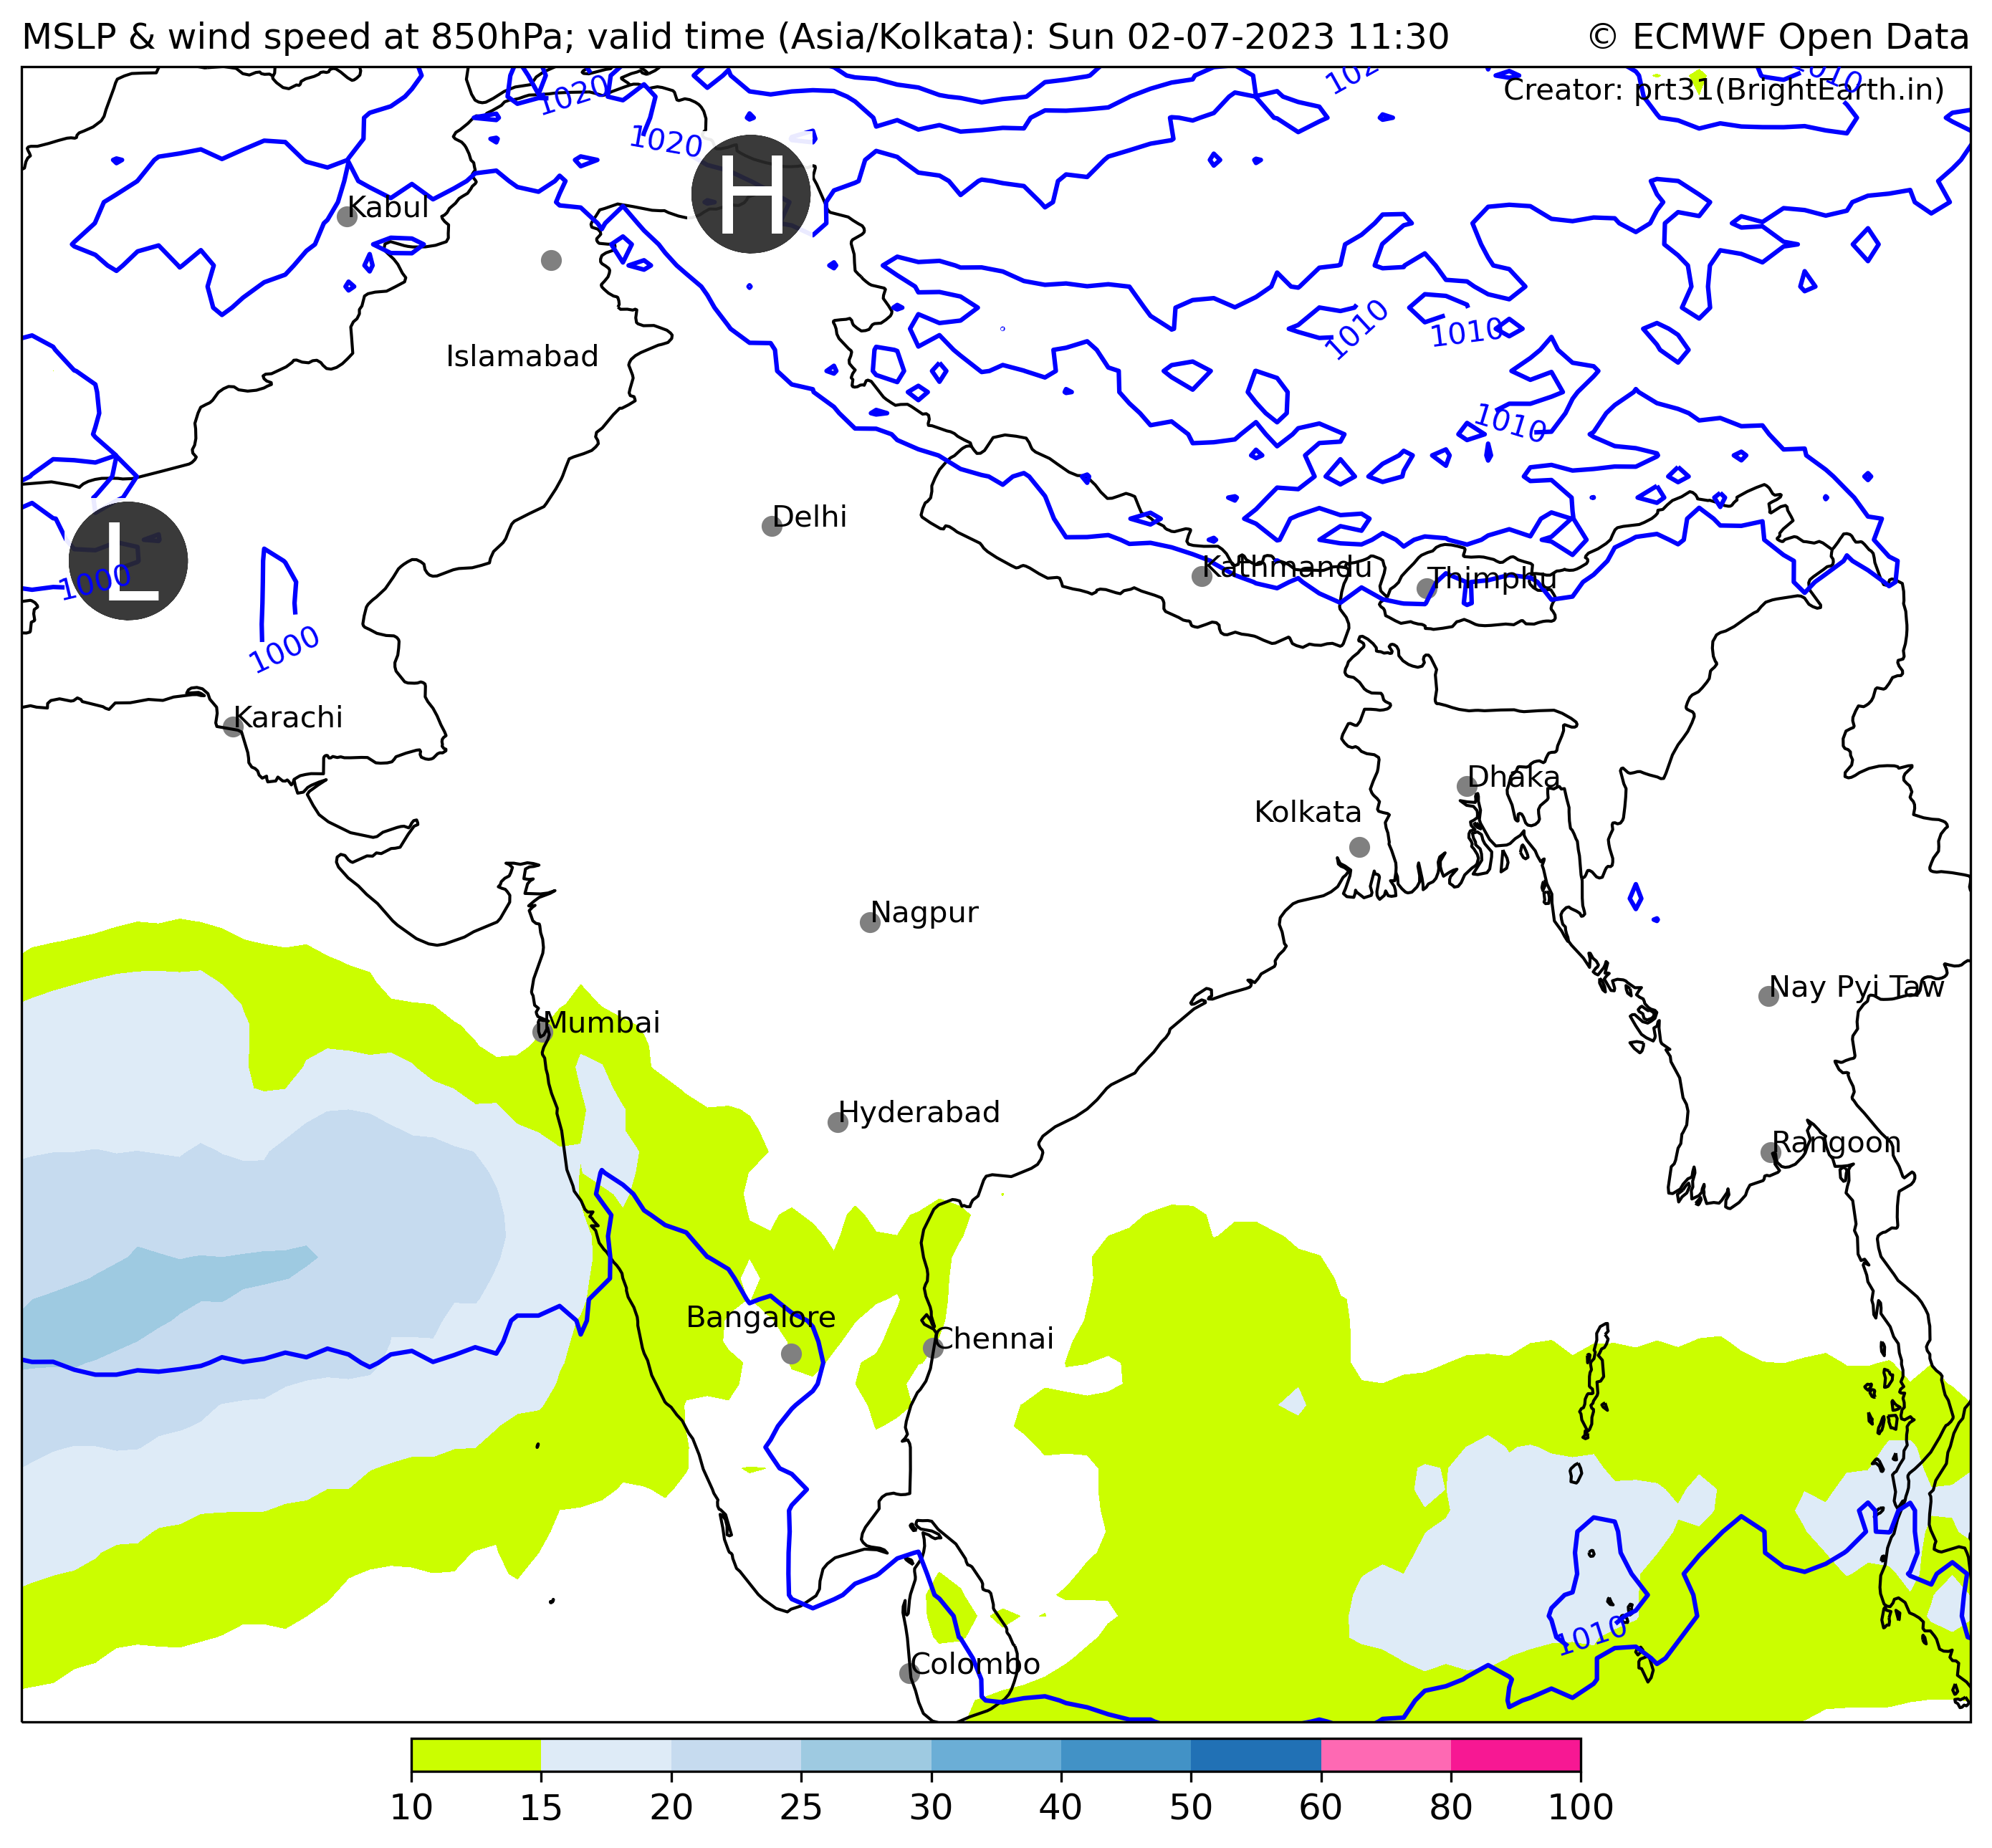 MSLP & wind speed at 850hPa; valid time (Asia/Kolkata): Sun 02-07-2023 11:30
© ECMWF Open Data
Creator: prt31(BrightEarth.in)
1020
1010
1020
H
Kabul
1010
1010
Islamabad
1010
Delhi
L
1000
Kathmandu
Thimphu
1000
Karachi
Dhaka
Kolkata
Nagpur
Nay Pyi Taw
Mumbai
Hyderabad
Rangoon
Bangalore
Chennai
1010
Colombo
10 15 20 25 30 40 50 60 80 100